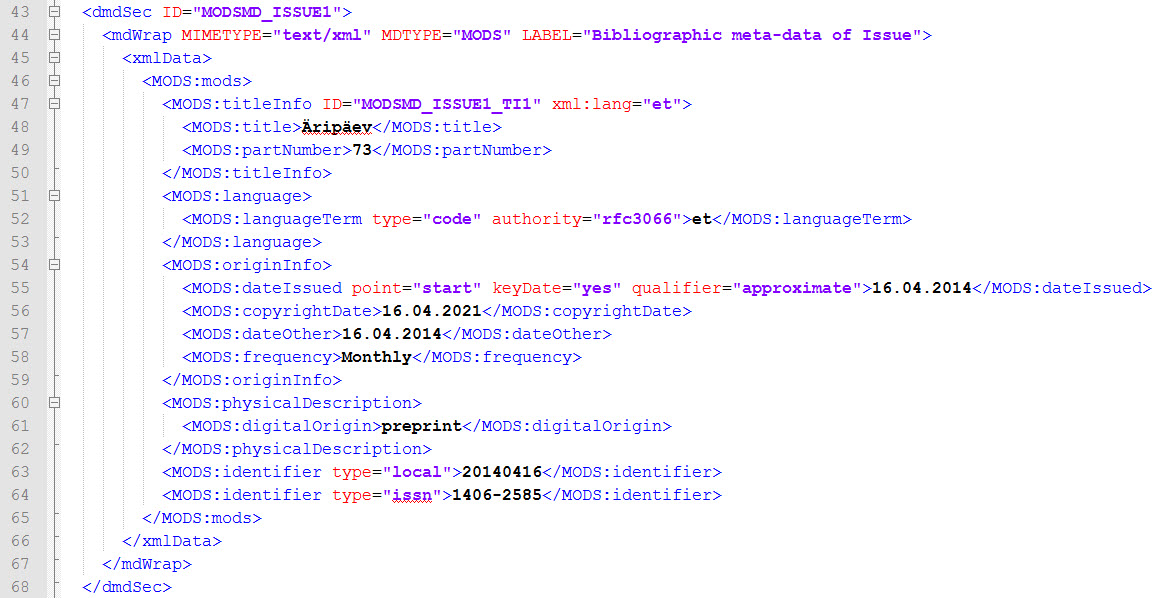 43 <dmdSec ID="MODSMD_ISSUE1">
44 <mdWrap MIMETYPE="text/xml" MDTYPE="MODS" LABEL="Bibliographic meta-data of Issue">
45 <xmlData>
46 <MODS:mods>
47 <MODS:titleInfo ID="MODSMD_ISSUE1_TI1" xml:lang="et">
48 <MODS:title>Äripäev</MODS:title>
49 <MODS:partNumber>73</MODS:partNumber>
50 </MODS:titleInfo>
51 <MODS:language>
52 <MODS:languageTerm type="code" authority="rfc3066">et</MODS:languageTerm>
53 </MODS:language>
54 <MODS:originInfo>
55 <MODS:dateIssued point="start" keyDate="yes" qualifier="approximate">16.04.2014</MODS:dateIssued>
56 <MODS:copyrightDate>16.04.2021</MODS:copyrightDate>
57 <MODS:dateOther>16.04.2014</MODS:dateOther>
58 <MODS:frequency>Monthly</MODS:frequency>
59 </MODS:originInfo>
60 <MODS:physicalDescription>
61 <MODS:digitalOrigin>preprint</MODS:digitalOrigin>
62 </MODS:physicalDescription>
63 <MODS:identifier type="local">20140416</MODS:identifier>
64 <MODS:identifier type="issn">1406-2585</MODS:identifier>
65 </MODS:mods>
66 </xmlData>
67 </mdWrap>
68 </dmdSec>